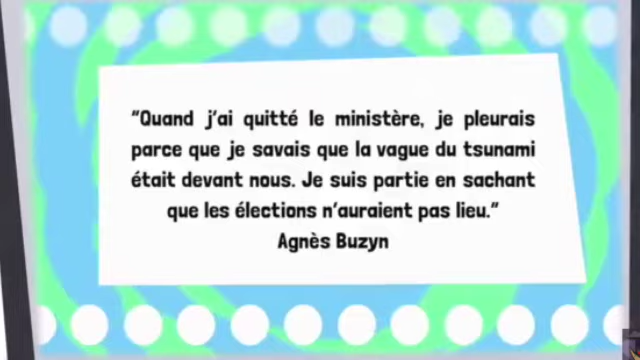 "Quand j'ai quitté le ministère, je pleurais
parce que je savais que la vague du tsunami
était devant nous. Je suis partie en sachant
que les élections n'auraient pas lieu."
Agnès Buzyn